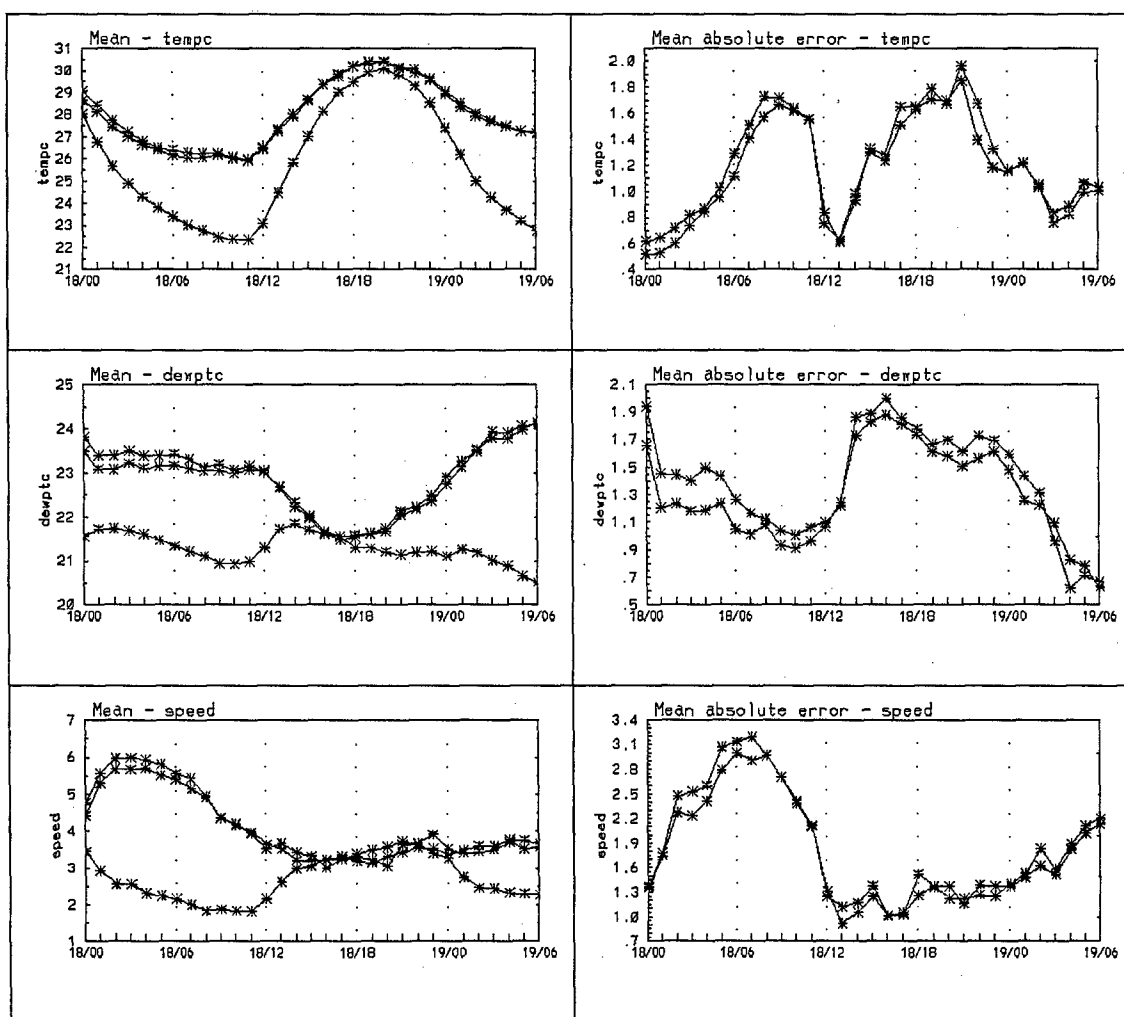 Mean - tempc
31
30
29
28
27
26
25
24
23
22
21
tempc
18/00 18/06 18/12 18/18 19/00 19/06
Mean absolute error - tempc
2.0
1.8
1.6
1.4
1.2
1.0
.8
.6
.4
tempc
18/00 18/06 18/12 18/18 19/00 19/06
Mean - dewptc
25
24
23
22
21
20
dewptc
18/00 18/06 18/12 18/18 19/00 19/06
Mean absolute error - dewptc
2.1
1.9
1.7
1.5
1.3
1.1
.9
.7
.5
dewptc
18/00 18/06 18/12 18/18 19/00 19/06
Mean - speed
7
6
5
4
3
2
1
speed
18/00 18/06 18/12 18/18 19/00 19/06
Mean absolute error - speed
3.4
3.1
2.8
2.5
2.2
1.9
1.6
1.3
1.0
.7
speed
18/00 18/06 18/12 18/18 19/00 19/06